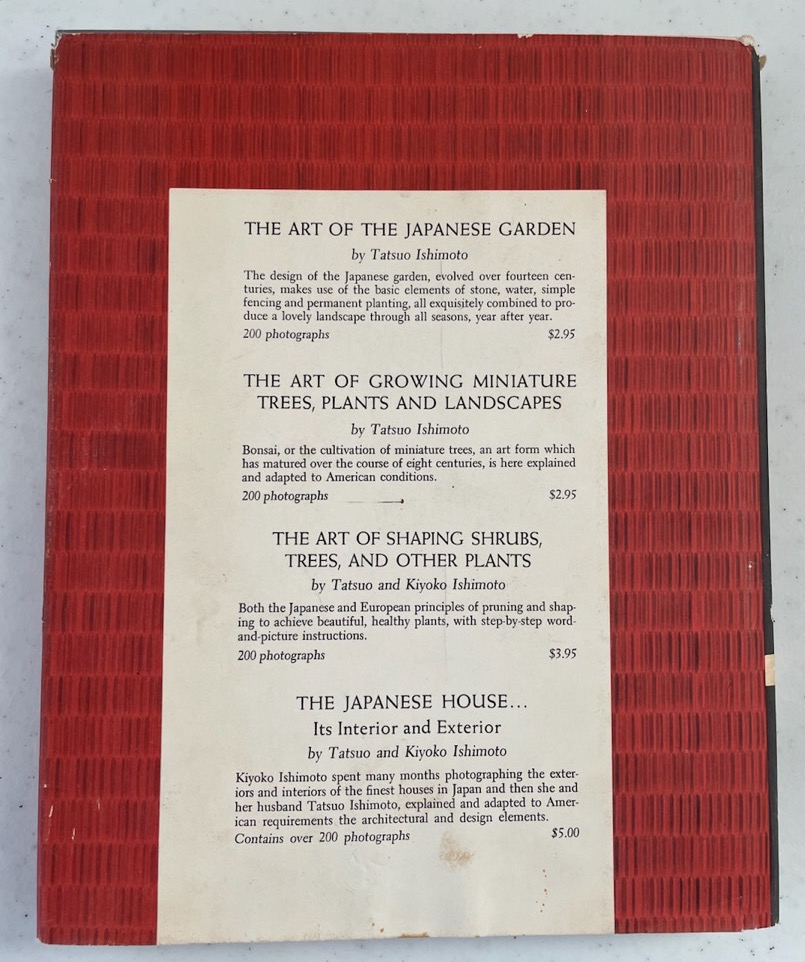 THE ART OF THE JAPANESE GARDEN
by Tatsuo Ishimoto
The design of the Japanese garden, evolved over fourteen cen-
turies, makes use of the basic elements of stone, water, simple
fencing and permanent planting, all exquisitely combined to pro-
duce a lovely landscape through all seasons, year after year.
200 photographs $2.95
THE ART OF GROWING MINIATURE
TREES, PLANTS AND LANDSCAPES
by Tatsuo Ishimoto
Bonsai, or the cultivation of miniature trees, an art form which
has matured over the course of eight centuries, is here explained
and adapted to American conditions.
200 photographs $2.95
THE ART OF SHAPING SHRUBS,
TREES, AND OTHER PLANTS
by Tatsuo and Kiyoko Ishimoto
Both the Japanese and European principles of pruning and shap-
ing to achieve beautiful, healthy plants, with step-by-step word-
and-picture instructions.
200 photographs $3.95
THE JAPANESE HOUSE...
Its Interior and Exterior
by Tatsuo and Kiyoko Ishimoto
Kiyoko Ishimoto spent many months photographing the exter-
iors and interiors of the finest houses in Japan and then she and
her husband Tatsuo Ishimoto, explained and adapted to Amer-
ican requirements the architectural and design elements.
Contains over 200 photographs $5.00